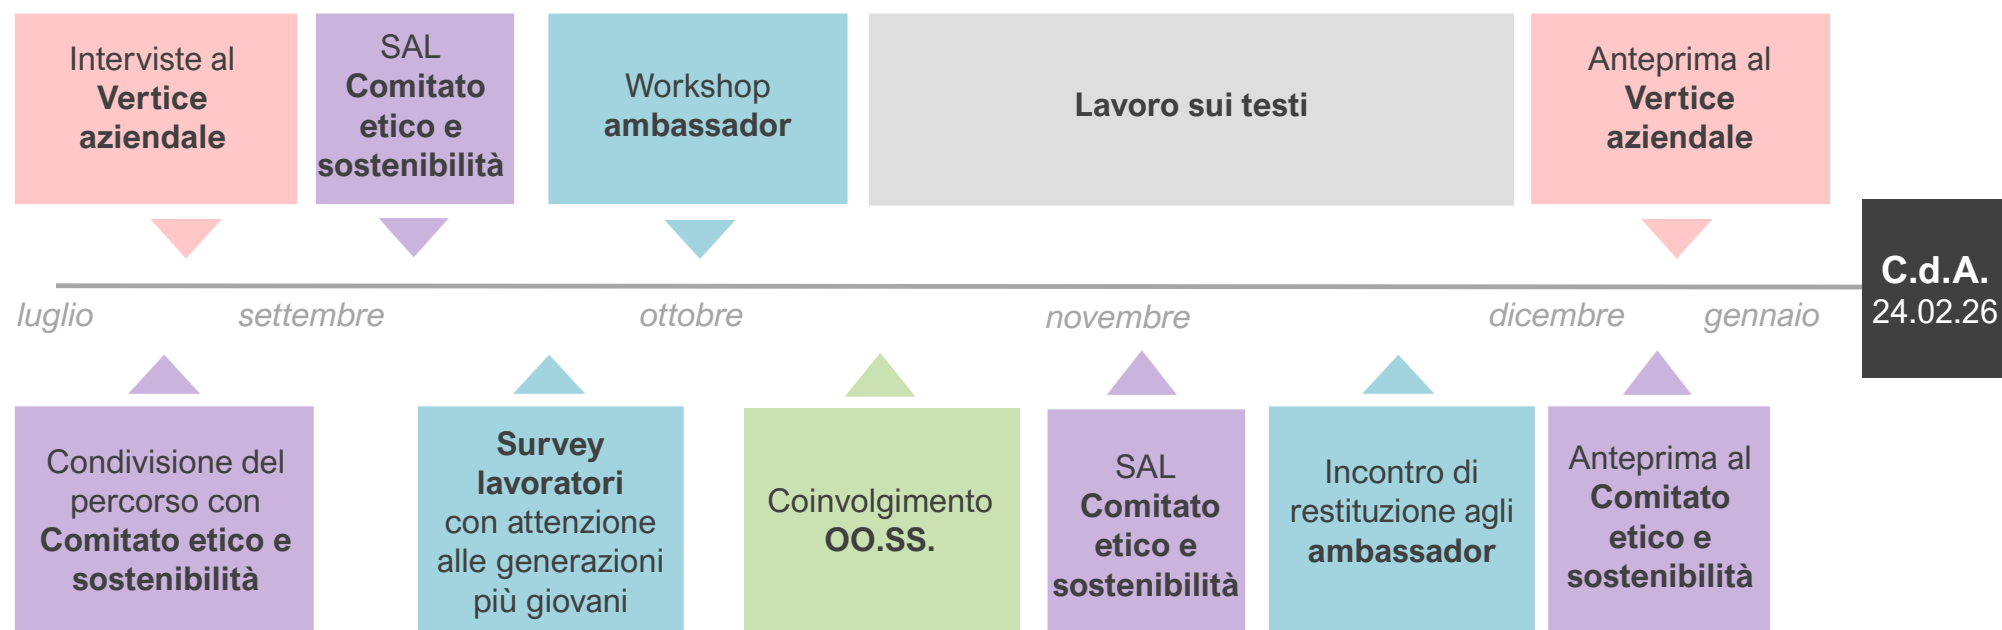 Interviste al
Vertice
aziendale
SAL
Comitato
etico e
sostenibilità
Workshop
ambassador
Lavoro sui testi
Anteprima al
Vertice
aziendale
C.d.A.
24.02.26
luglio
settembre
ottobre
novembre
dicembre
gennaio
Condivisione del
percorso con
Comitato etico e
sostenibilità
Survey
lavoratori
con attenzione
alle generazioni
più giovani
Coinvolgimento
OO.SS.
SAL
Comitato
etico e
sostenibilità
Incontro di
restituzione agli
ambassador
Anteprima al
Comitato
etico e
sostenibilità